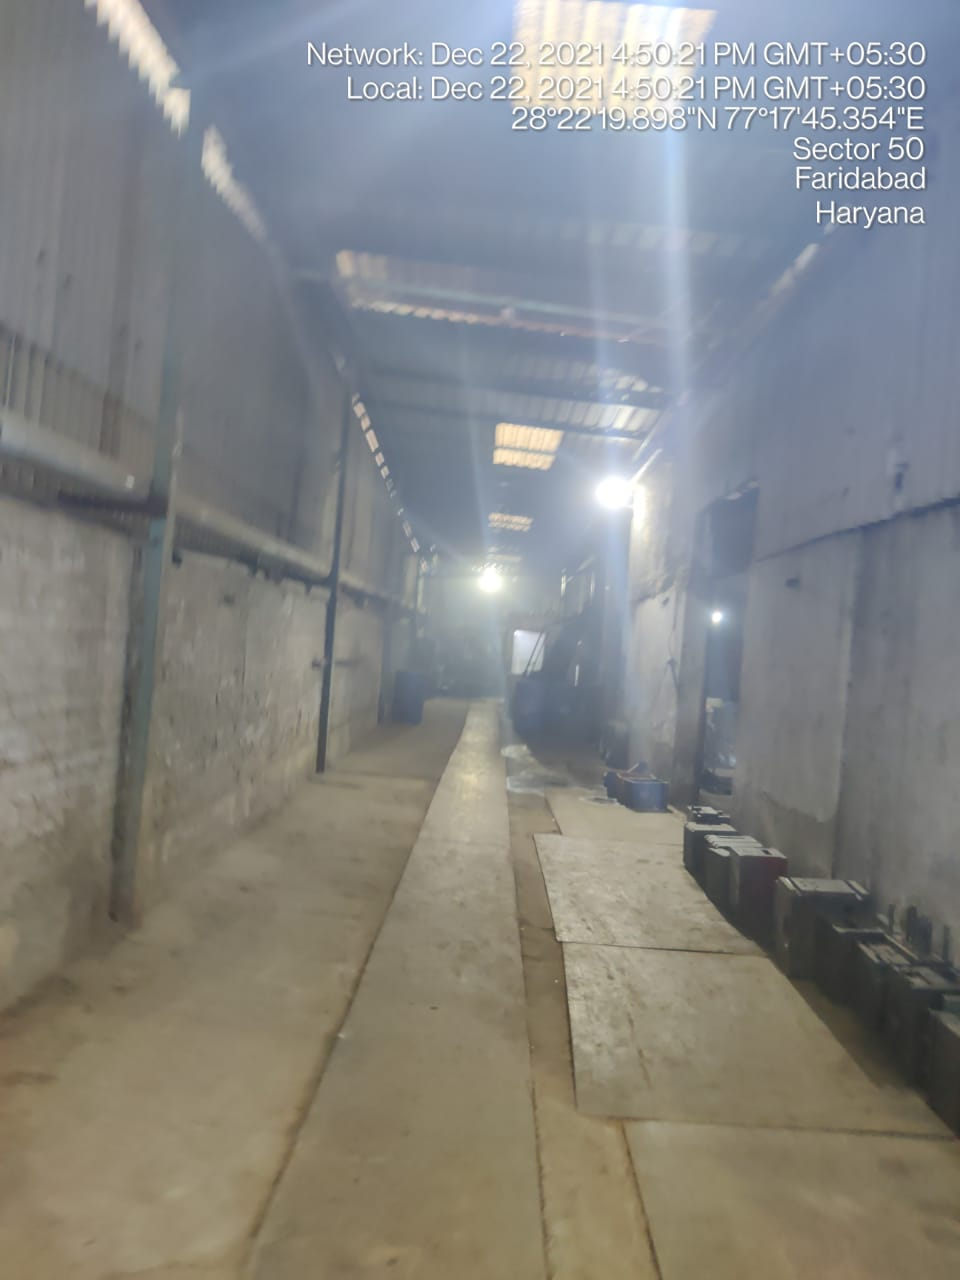 Network: Dec 22, 2021 4:50:21 PM GMT+05:30
Local: Dec 22, 2021 4:50:21 PM GMT+05:30
28°22'19.898"N 77°17'45.354"E
Sector 50
Faridabad
Haryana